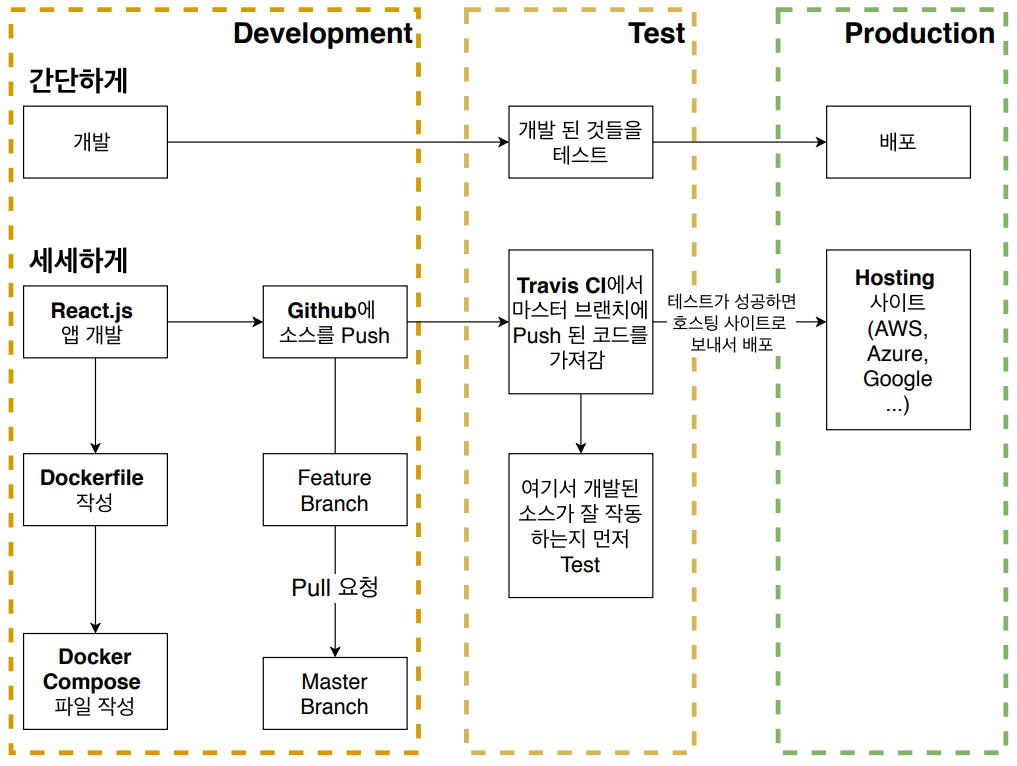 Development
Test
Production
간단하게
개발
개발 된 것들을
테스트
배포
세세하게
React.js
앱 개발
Github에
소스를 Push
Travis CI에서
마스터 브랜치에
Push 된 코드를
가져감
테스트가 성공하면
호스팅 사이트로
보내서 배포
Hosting
사이트
(AWS,
Azure,
Google
...)
Dockerfile
작성
Feature
Branch
여기서 개발된
소스가 잘 작동
하는지 먼저
Test
Pull 요청
Docker
Compose
파일 작성
Master
Branch